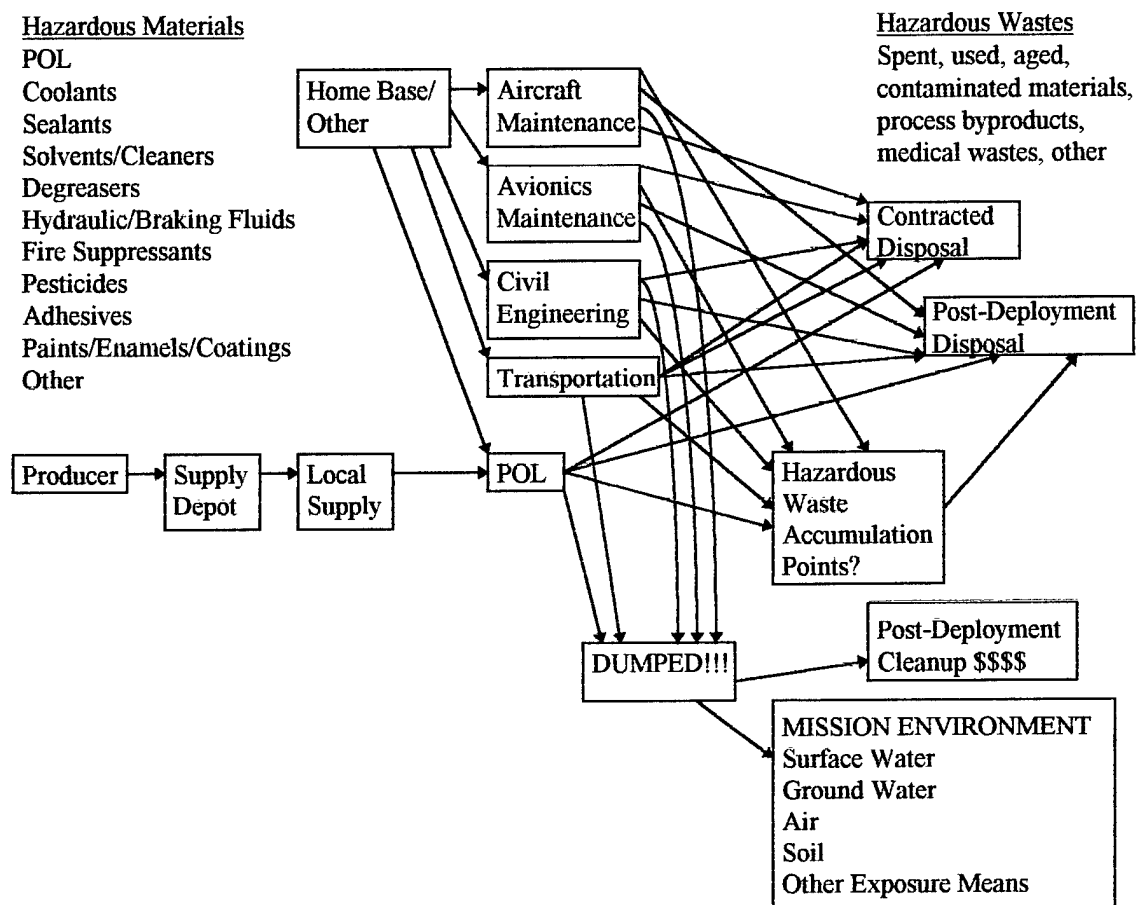 Hazardous Materials
POL
Coolants
Sealants
Solvents/Cleaners
Degreasers
Hydraulic/Braking Fluids
Fire Suppressants
Pesticides
Adhesives
Paints/Enamels/Coatings
Other
Hazardous Wastes
Spent, used, aged,
contaminated materials,
process byproducts,
medical wastes, other
Home Base/
Other
Aircraft
Maintenance
Avionics
Maintenance
Civil
Engineering
Transportation
Contracted
Disposal
Post-Deployment
Disposal
Producer
Supply
Depot
Local
Supply
POL
Hazardous
Waste
Accumulation
Points?
DUMPED!!!
Post-Deployment
Cleanup $$$$
MISSION ENVIRONMENT
Surface Water
Ground Water
Air
Soil
Other Exposure Means